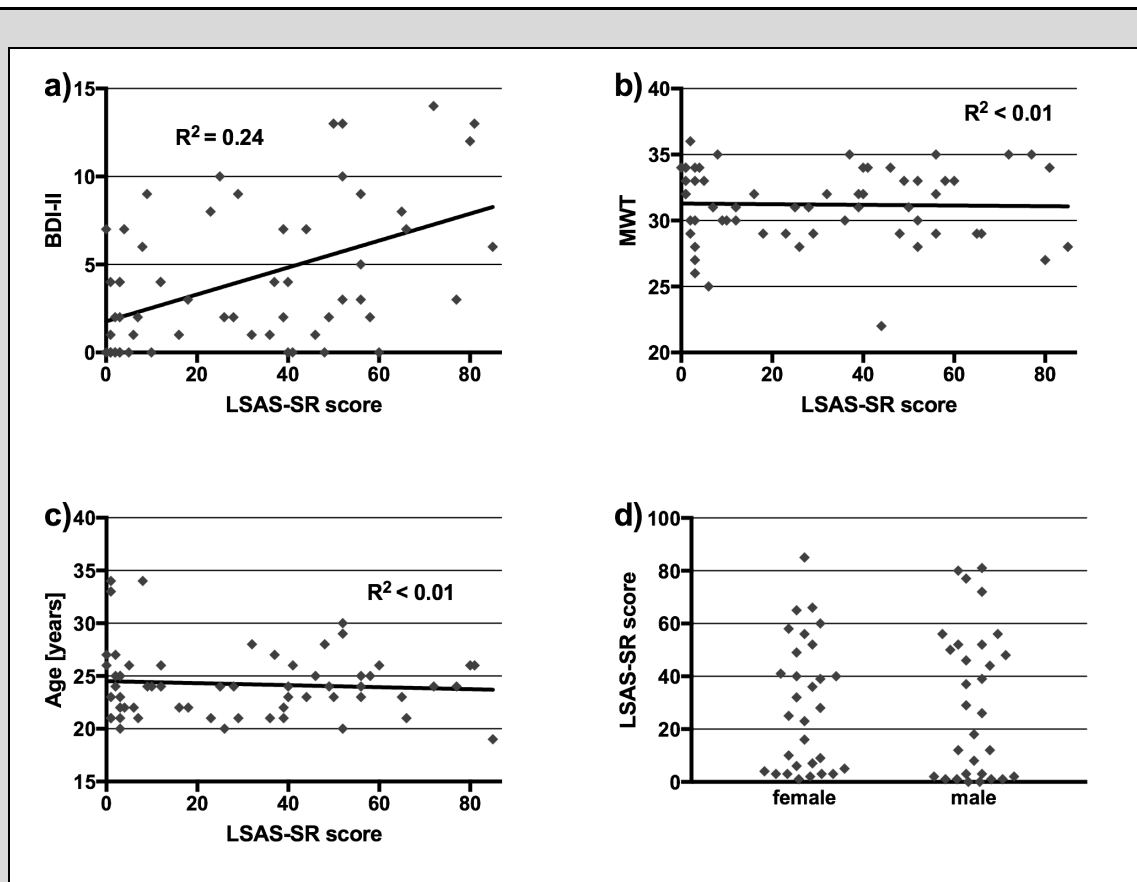 a)
15
10
5
0
BDI-II
R² = 0.24
0 20 40 60 80
LSAS-SR score
b)
40
35
30
25
20
MWT
R² < 0.01
0 20 40 60 80
LSAS-SR score
c)
40
35
30
25
20
15
Age [years]
R² < 0.01
0 20 40 60 80
LSAS-SR score
d)
100
80
60
40
20
0
LSAS-SR score
female male